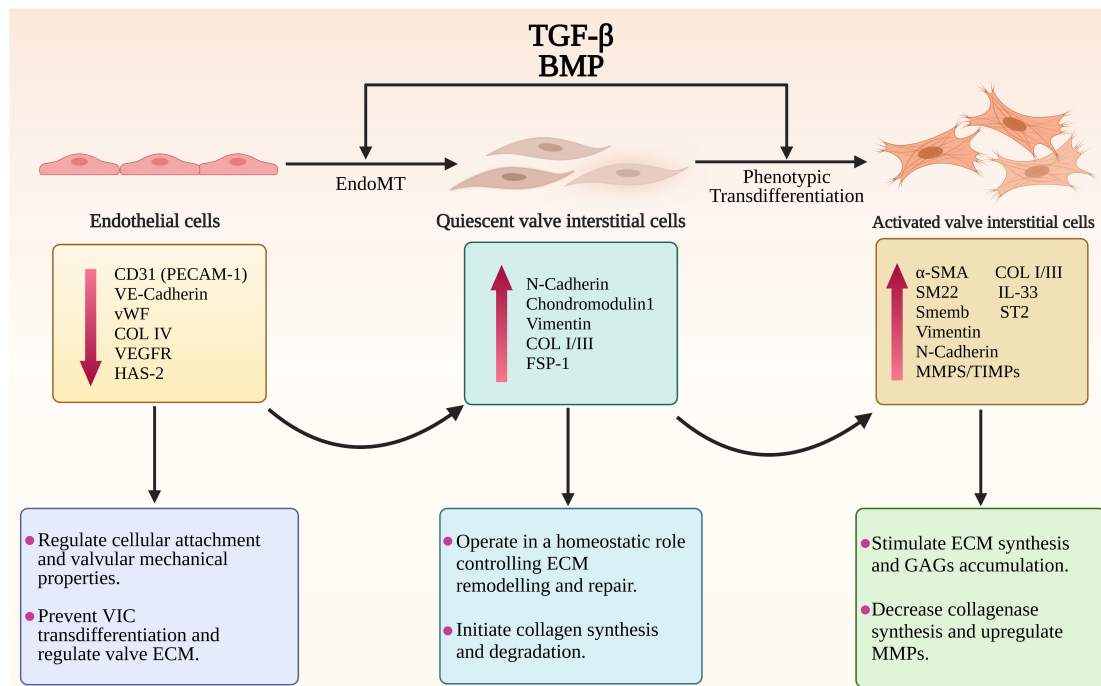 TGF-β
BMP
EndoMT
Phenotypic
Transdifferentiation
Endothelial cells
Quiescent valve interstitial cells
Activated valve interstitial cells
CD31 (PECAM-1)
VE-Cadherin
vWF
COL IV
VEGFR
HAS-2
N-Cadherin
Chondromodulin1
Vimentin
COL I/III
FSP-1
α-SMA COL I/III
SM22 IL-33
Smemb ST2
Vimentin
N-Cadherin
MMPS/TIMPs
Regulate cellular attachment
and valvular mechanical
properties.
Prevent VIC
transdifferentiation and
regulate valve ECM.
Operate in a homeostatic role
controlling ECM
remodelling and repair.
Initiate collagen synthesis
and degradation.
Stimulate ECM synthesis
and GAGs accumulation.
Decrease collagenase
synthesis and upregulate
MMPs.